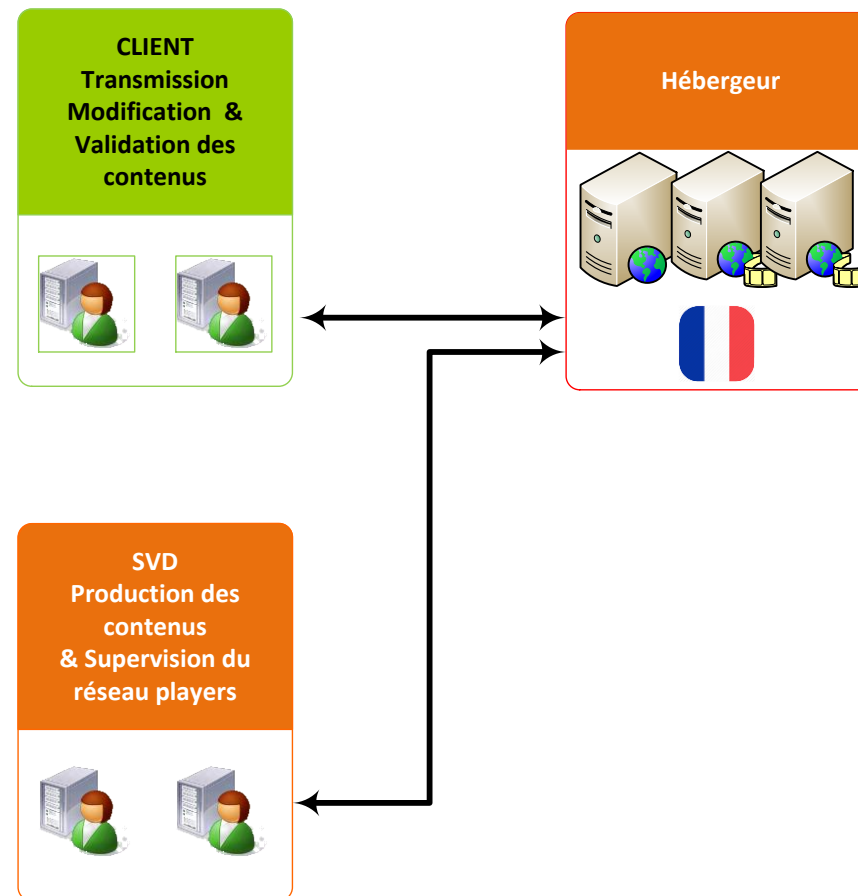 CLIENT
Transmission
Modification &
Validation des
contenus
Hébergeur
SVD
Production des
contenus
& Supervision du
réseau players